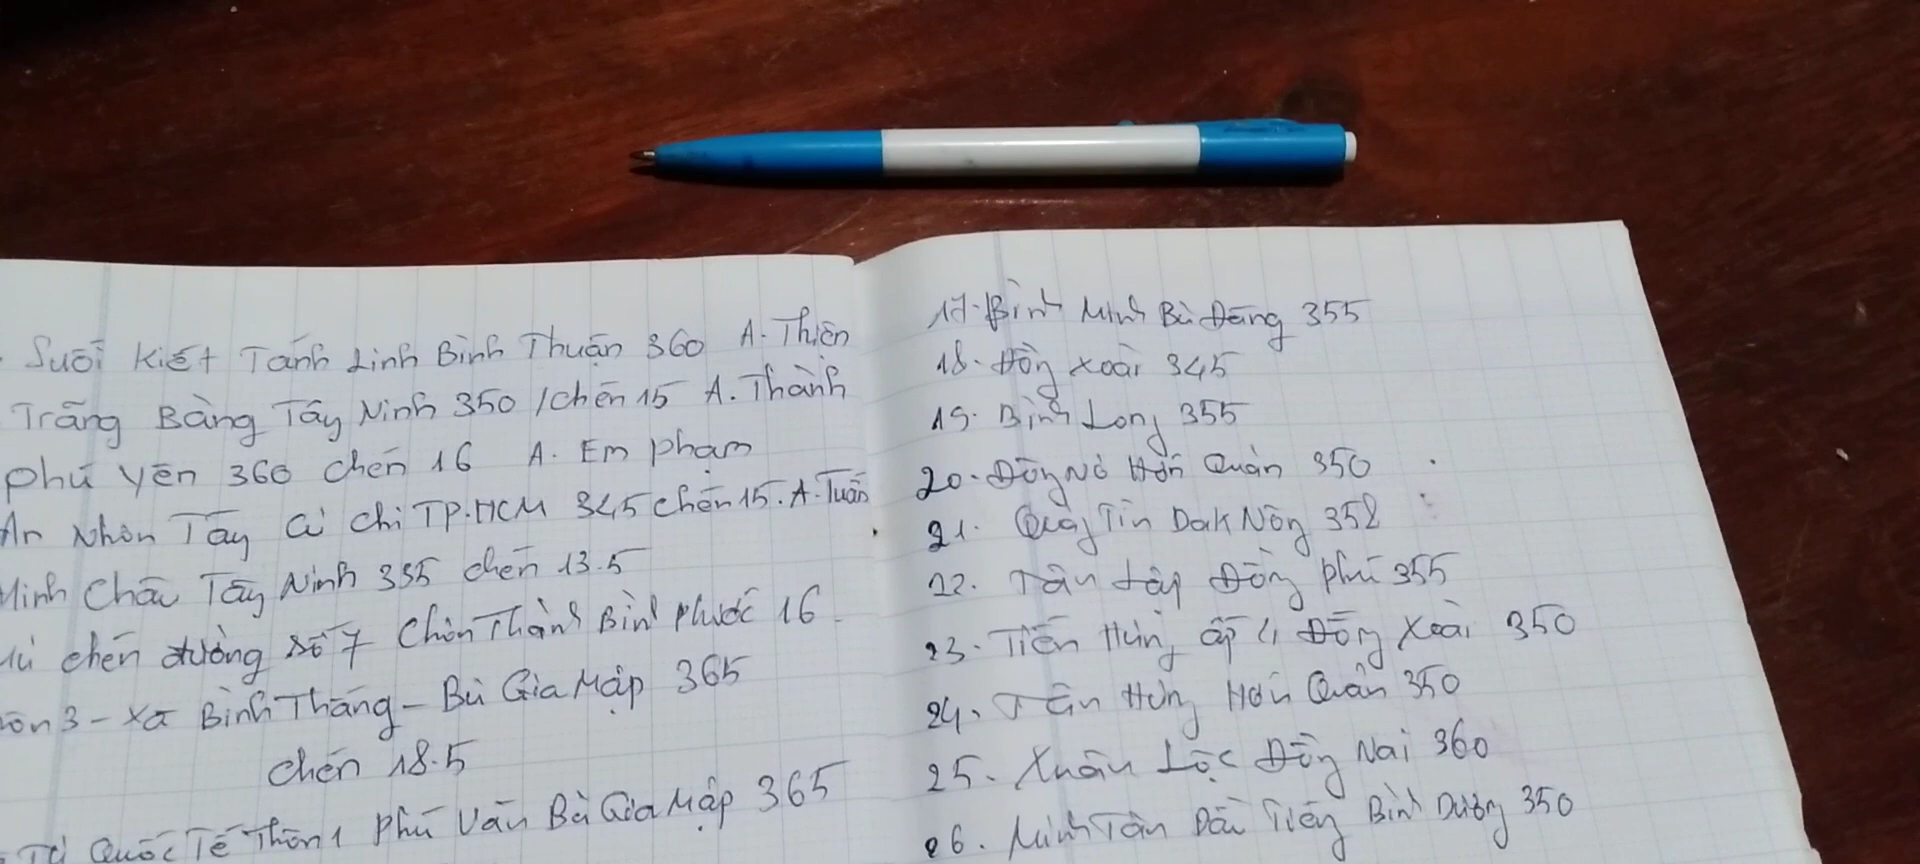 Suối Kiết Tánh Linh Bình Thuận 360 A. Thiên
Trãng Bàng Tây Ninh 350 / chén 15 A. Thành
Phú Yên 360 chén 16 A. Em Phạm
An Nhơn Tây Củ Chi TP.HCM 345 chén 15. A. Tuấn
Minh Châu Tây Ninh 335 chén 13.5
chén đường số 7 Chơn Thành Bình Phước 16
3 - xã Bình Thắng - Bù Gia Mập 365
chén 18.5
Quốc Tế Thôn 1 Phú Văn Bù Gia Mập 365
17. Bình Minh Bù Đăng 355
18. Đồng Xoài 345
19. Bình Long 355
20. Đồng Nơ Hớn Quản 350
21. Quảng Tín Dak Nông 352
22. Tân Lập Đồng Phú 355
23. Tiến Hưng ấp 4 Đồng Xoài 350
24. Tân Hưng Hớn Quản 350
25. Xuân Lộc Đồng Nai 360
26. Minh Tân Dầu Tiếng Bình Dương 350